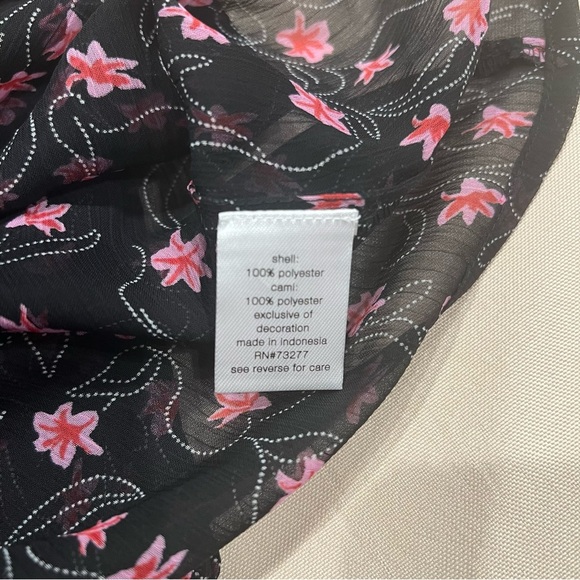 shell:
100% polyester
cami:
100% polyester
exclusive of
decoration
made in indonesia
RN#73277
see reverse for care